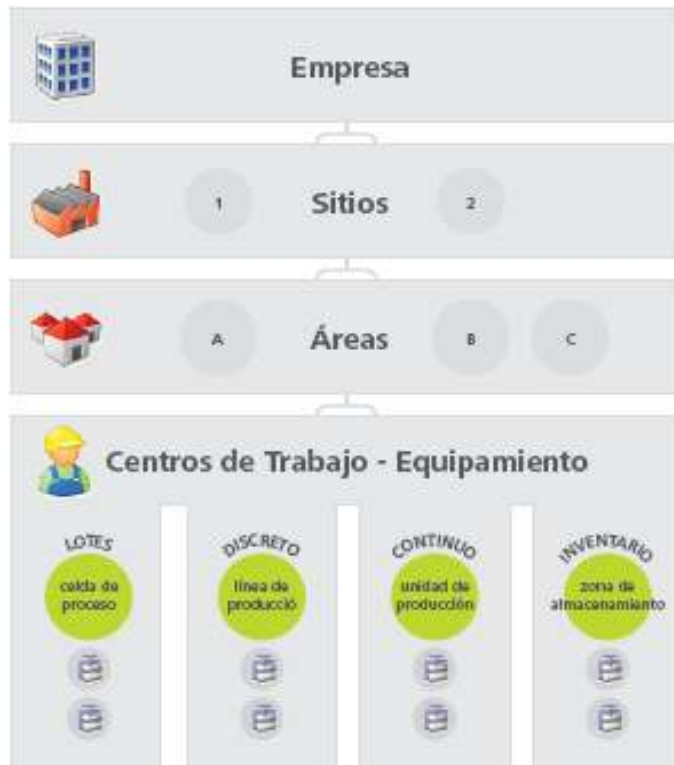 Empresa
1 Sitios 2
A Áreas B C
Centros de Trabajo - Equipamiento
LOTES
celda de
proceso
DISCRETO
línea de
producció
CONTINUO
unidad de
producción
INVENTARIO
zona de
almacenamiento